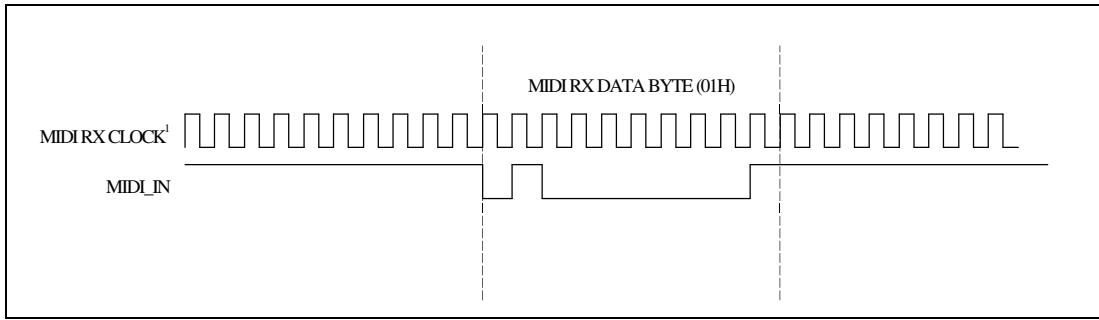 MIDI RX DATA BYTE (01H)
MIDI RX CLOCK¹
MIDI_IN